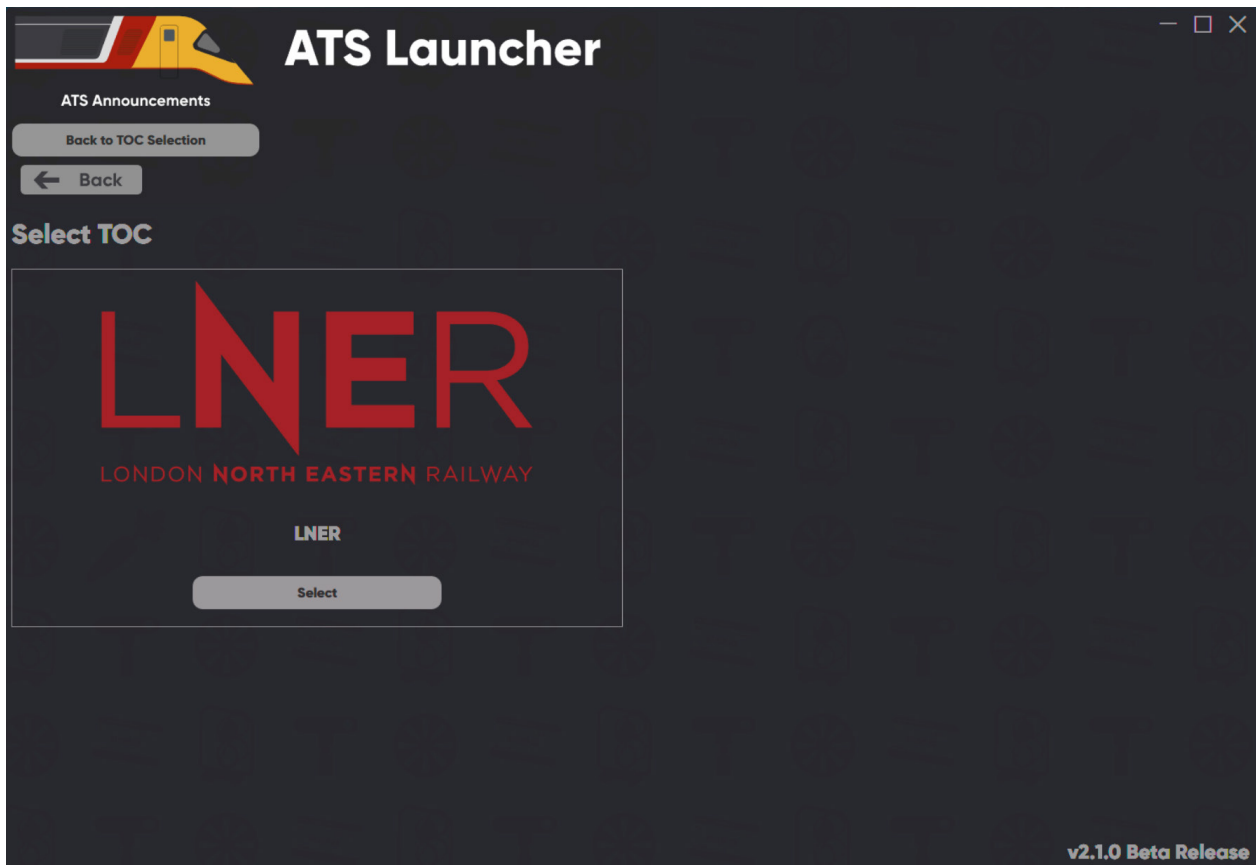 ATS Launcher
ATS Announcements
Back to TOC Selection
Back
Select TOC
LNER
LONDON NORTH EASTERN RAILWAY
LNER
Select
v2.1.0 Beta Release